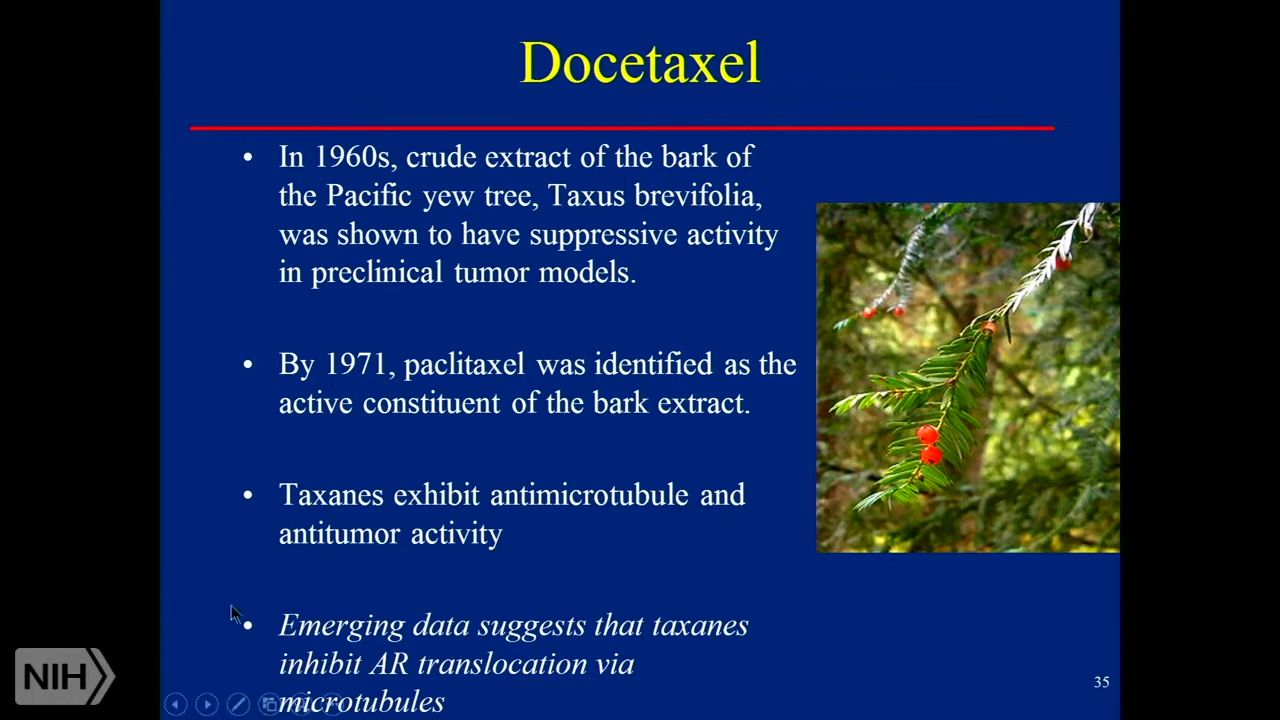 Docetaxel
• In 1960s, crude extract of the bark of
the Pacific yew tree, Taxus brevifolia,
was shown to have suppressive activity
in preclinical tumor models.
• By 1971, paclitaxel was identified as the
active constituent of the bark extract.
• Taxanes exhibit antimicrotubule and
antitumor activity
• Emerging data suggests that taxanes
inhibit AR translocation via
microtubules
NIH
35